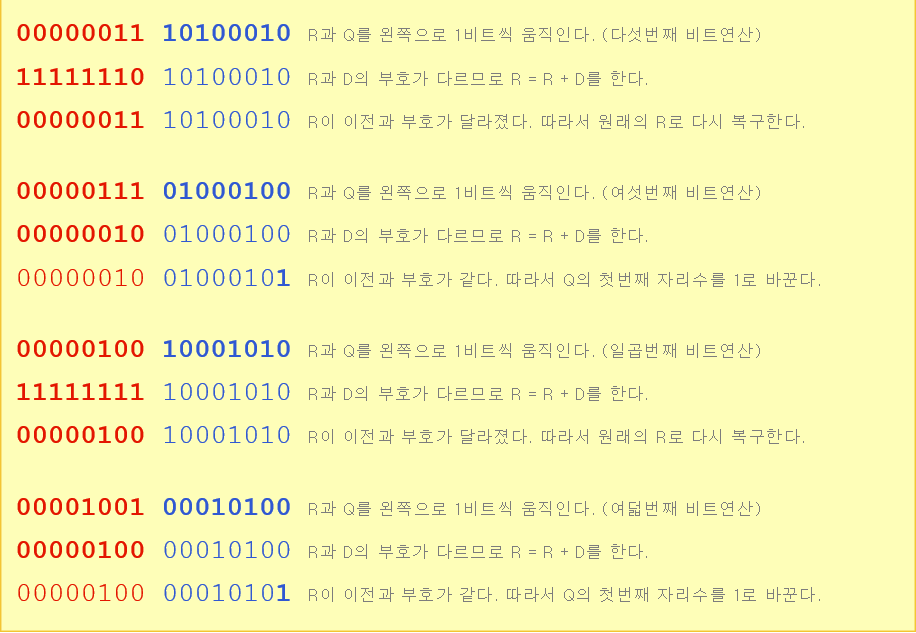 00000011 10100010 R과 Q를 왼쪽으로 1비트씩 움직인다. (다섯번째 비트연산)
11111110 10100010 R과 D의 부호가 다르므로 R = R + D를 한다.
00000011 10100010 R이 이전과 부호가 달라졌다. 따라서 원래의 R로 다시 복구한다.
00000111 01000100 R과 Q를 왼쪽으로 1비트씩 움직인다. (여섯번째 비트연산)
00000010 01000100 R과 D의 부호가 다르므로 R = R + D를 한다.
00000010 01000101 R이 이전과 부호가 같다. 따라서 Q의 첫번째 자리수를 1로 바꾼다.
00000100 10001010 R과 Q를 왼쪽으로 1비트씩 움직인다. (일곱번째 비트연산)
11111111 10001010 R과 D의 부호가 다르므로 R = R + D를 한다.
00000100 10001010 R이 이전과 부호가 달라졌다. 따라서 원래의 R로 다시 복구한다.
00001001 00010100 R과 Q를 왼쪽으로 1비트씩 움직인다. (여덟번째 비트연산)
00000100 00010100 R과 D의 부호가 다르므로 R = R + D를 한다.
00000100 00010101 R이 이전과 부호가 같다. 따라서 Q의 첫번째 자리수를 1로 바꾼다.